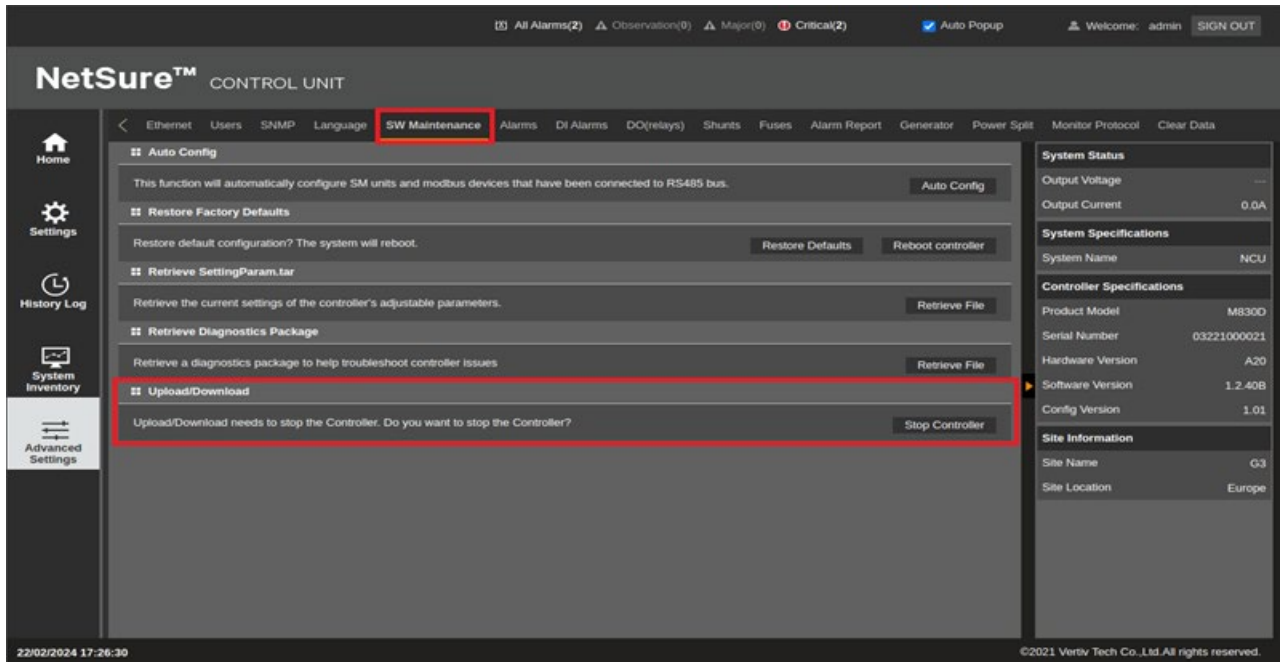 All Alarms(2) Observation(0) Major(0) Critical(2) Auto Popup Welcome: admin SIGN OUT
NetSure™ CONTROL UNIT
Ethernet Users SNMP Language SW Maintenance Alarms DI Alarms DO(relays) Shunts Fuses Alarm Report Generator Power Split Monitor Protocol Clear Data
Home
Settings
History Log
System
Inventory
Advanced
Settings
Auto Config
This function will automatically configure SM units and modbus devices that have been connected to RS485 bus. Auto Config
Restore Factory Defaults
Restore default configuration? The system will reboot. Restore Defaults Reboot controller
Retrieve SettingParam.tar
Retrieve the current settings of the controller's adjustable parameters. Retrieve File
Retrieve Diagnostics Package
Retrieve a diagnostics package to help troubleshoot controller issues Retrieve File
Upload/Download
Upload/Download needs to stop the Controller. Do you want to stop the Controller? Stop Controller
System Status
Output Voltage ---
Output Current 0.0A
System Specifications
System Name NCU
Controller Specifications
Product Model M830D
Serial Number 03221000021
Hardware Version A20
Software Version 1.2.40B
Config Version 1.01
Site Information
Site Name G3
Site Location Europe
22/02/2024 17:26:30 ©2021 Vertiv Tech Co.,Ltd.All rights reserved.